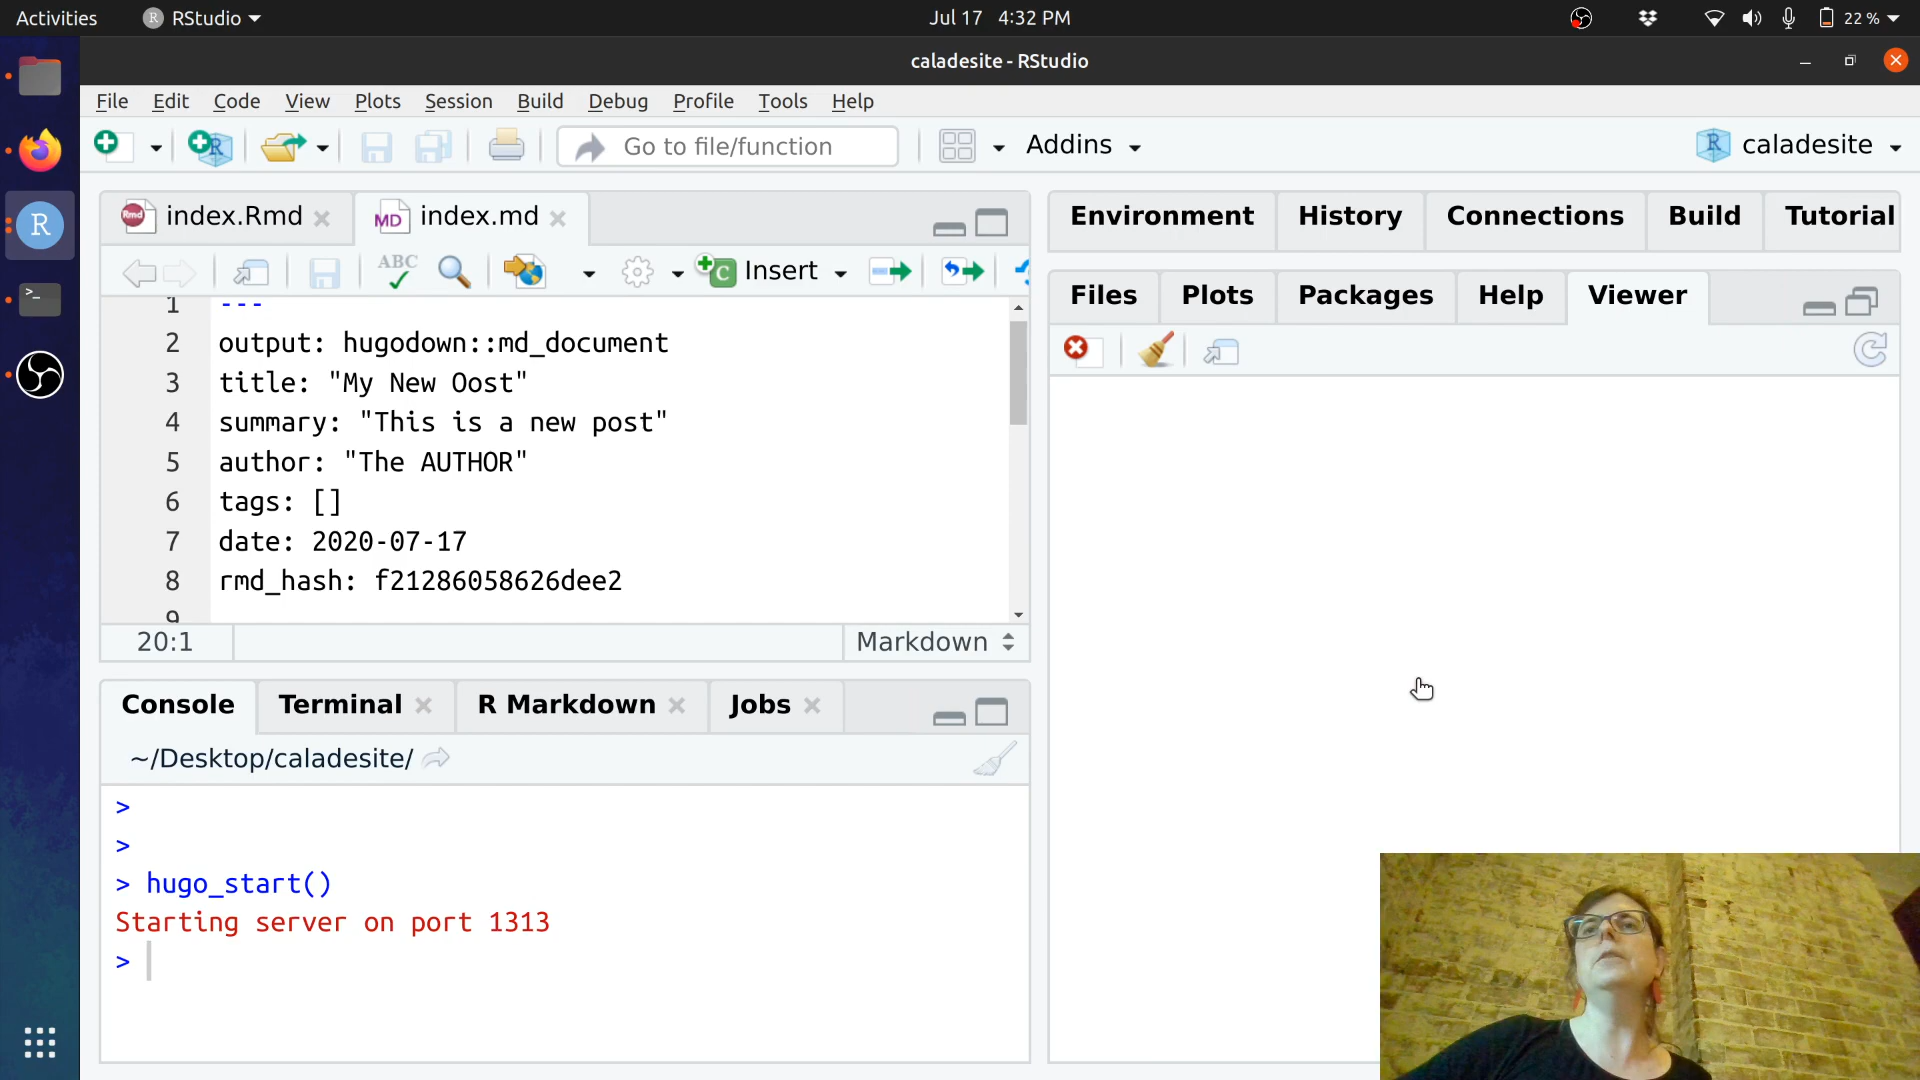 Activities
RStudio
Jul 17 4:32 PM
22 %
caladesite - RStudio
File Edit Code View Plots Session Build Debug Profile Tools Help
Go to file/function
Addins
caladesite
index.Rmd
index.md
ABC
Insert
1 ---
2 output: hugodown::md_document
3 title: "My New Oost"
4 summary: "This is a new post"
5 author: "The AUTHOR"
6 tags: []
7 date: 2020-07-17
8 rmd_hash: f21286058626dee2
9
20:1
Markdown
Console Terminal R Markdown Jobs
~/Desktop/caladesite/
>
>
> hugo_start()
Starting server on port 1313
>
Environment History Connections Build Tutorial
Files Plots Packages Help Viewer